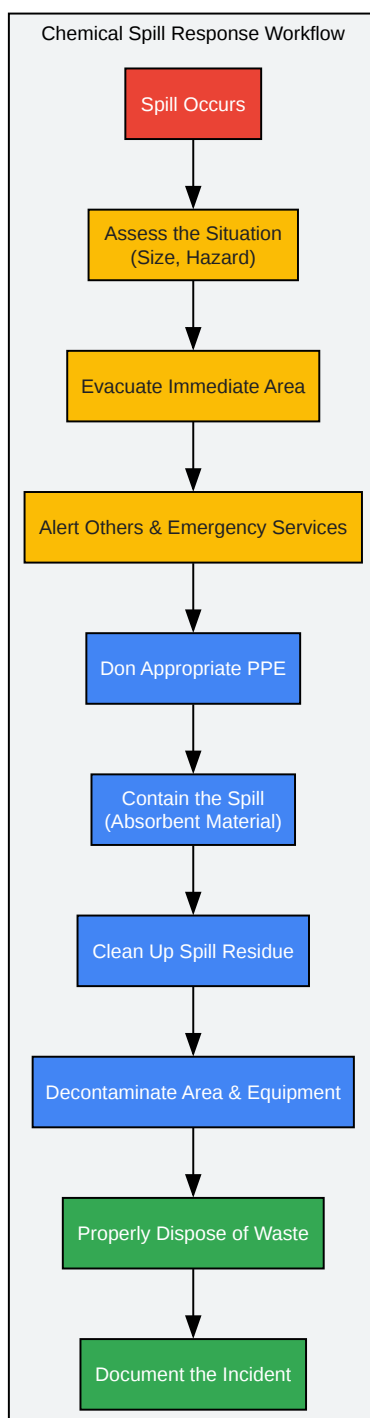 Chemical Spill Response Workflow
Spill Occurs
Assess the Situation
(Size, Hazard)
Evacuate Immediate Area
Alert Others & Emergency Services
Don Appropriate PPE
Contain the Spill
(Absorbent Material)
Clean Up Spill Residue
Decontaminate Area & Equipment
Properly Dispose of Waste
Document the Incident